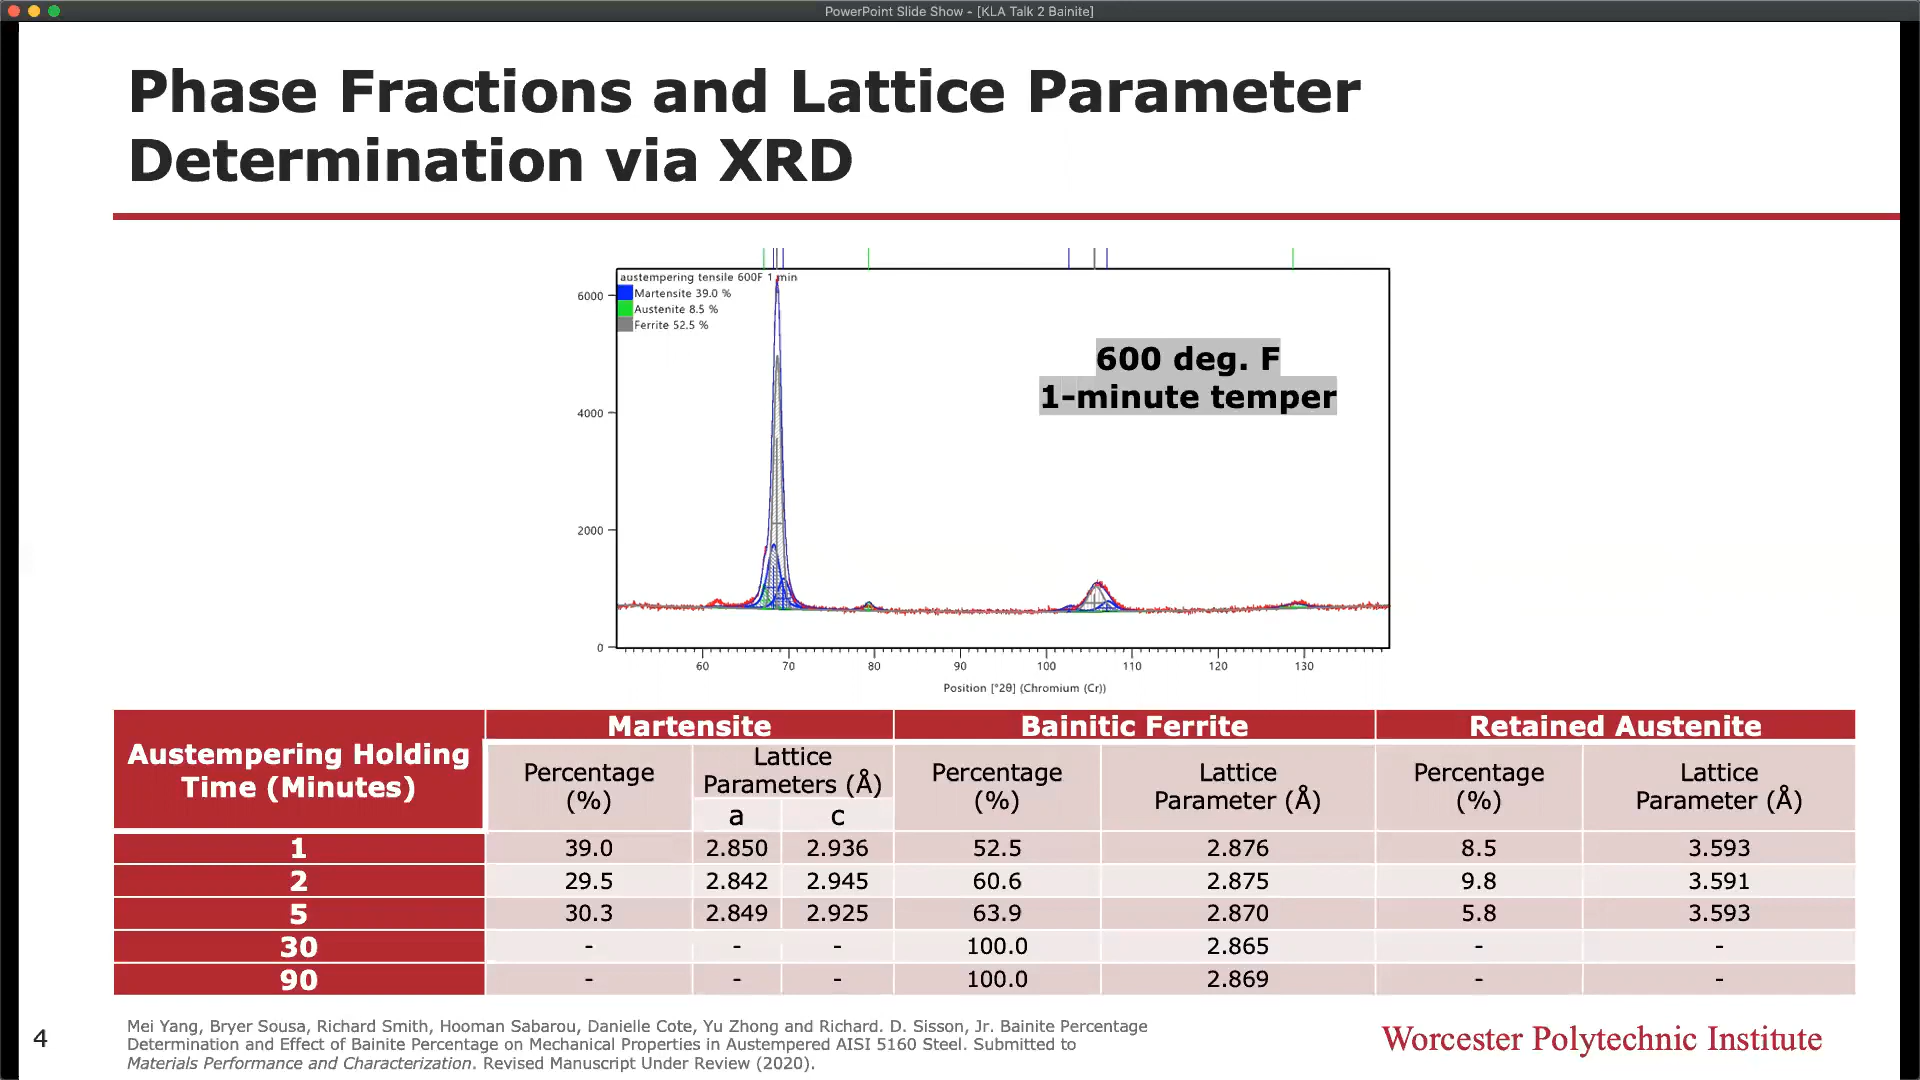 PowerPoint Slide Show - [KLA Talk 2 Bainite]
Phase Fractions and Lattice Parameter
Determination via XRD
austempering tensile 600F 1 min
Martensite 39.0 %
Austenite 8.5 %
Ferrite 52.5 %
600 deg. F
1-minute temper
6000
4000
2000
0
60 70 80 90 100 110 120 130
Position [°2θ] (Chromium (Cr))
Austempering Holding
Time (Minutes)
Martensite Bainitic Ferrite Retained Austenite
Percentage
(%)
Lattice
Parameters (Å)
a c
Percentage
(%)
Lattice
Parameter (Å)
Percentage
(%)
Lattice
Parameter (Å)
1 39.0 2.850 2.936 52.5 2.876 8.5 3.593
2 29.5 2.842 2.945 60.6 2.875 9.8 3.591
5 30.3 2.849 2.925 63.9 2.870 5.8 3.593
30 - - - 100.0 2.865 - -
90 - - - 100.0 2.869 - -
Mei Yang, Bryer Sousa, Richard Smith, Hooman Sabarou, Danielle Cote, Yu Zhong and Richard. D. Sisson, Jr. Bainite Percentage
Determination and Effect of Bainite Percentage on Mechanical Properties in Austempered AISI 5160 Steel. Submitted to
Materials Performance and Characterization. Revised Manuscript Under Review (2020).
4
Worcester Polytechnic Institute